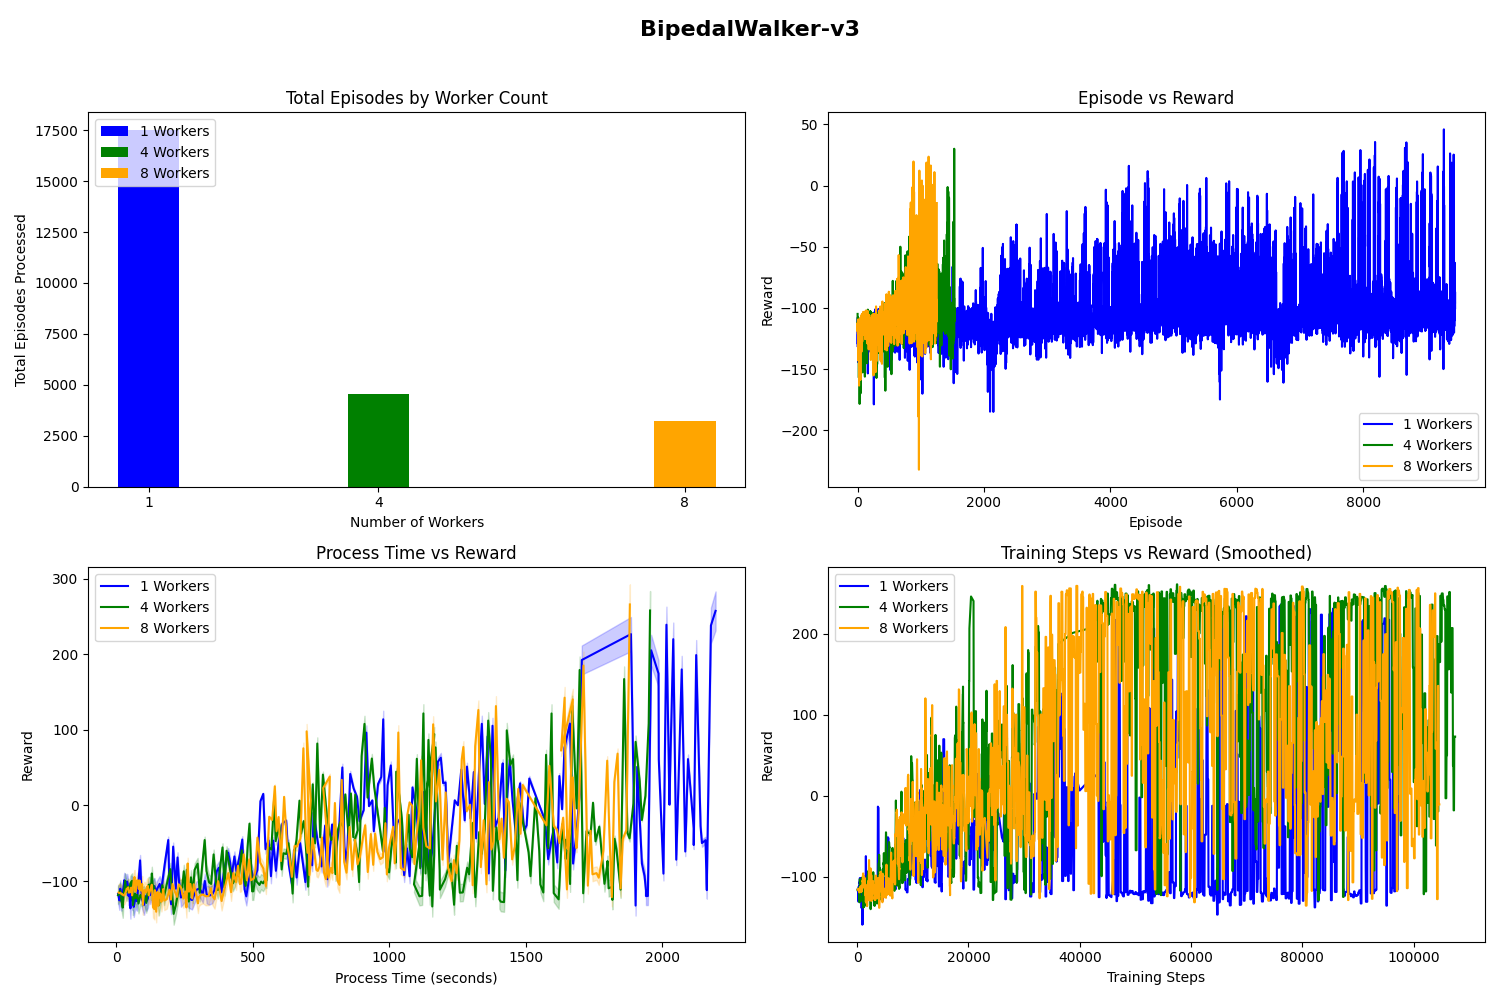 BipedalWalker-v3
Total Episodes by Worker Count
Total Episodes Processed
17500
15000
12500
10000
7500
5000
2500
0
1 Workers
4 Workers
8 Workers
1
4
8
Number of Workers
Episode vs Reward
Reward
50
0
−50
−100
−150
−200
1 Workers
4 Workers
8 Workers
0
2000
4000
6000
8000
Episode
Process Time vs Reward
Reward
300
200
100
0
−100
1 Workers
4 Workers
8 Workers
0
500
1000
1500
2000
Process Time (seconds)
Training Steps vs Reward (Smoothed)
Reward
200
100
0
−100
1 Workers
4 Workers
8 Workers
0
20000
40000
60000
80000
100000
Training Steps